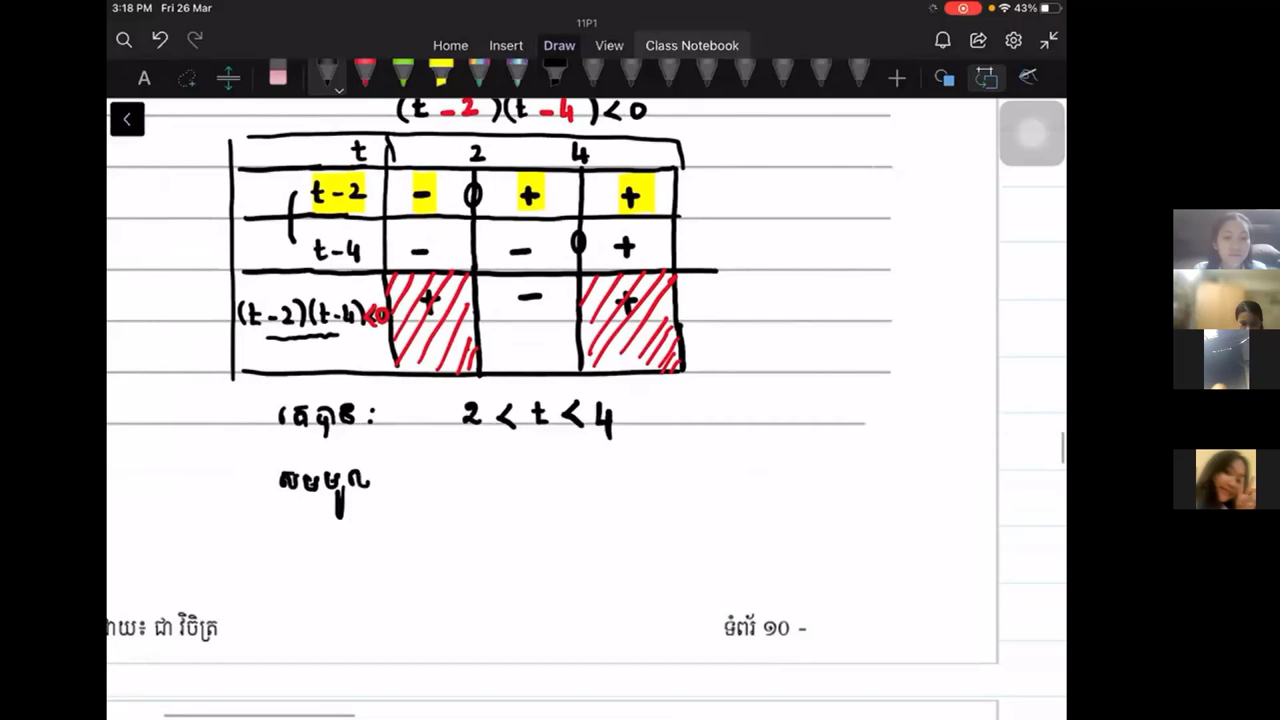 3:18 PM Fri 26 Mar 43%
11P1
Home Insert Draw View Class Notebook
A
(t - 2)(t - 4) < 0
t 2 4
t - 2 - 0 + +
t - 4 - - 0 +
(t - 2)(t - 4) < 0 + - +
គេបាន : 2 < t < 4
សមមូល
ាយ៖ ជា វិចិត្រ
ទំព័រ ១០ -